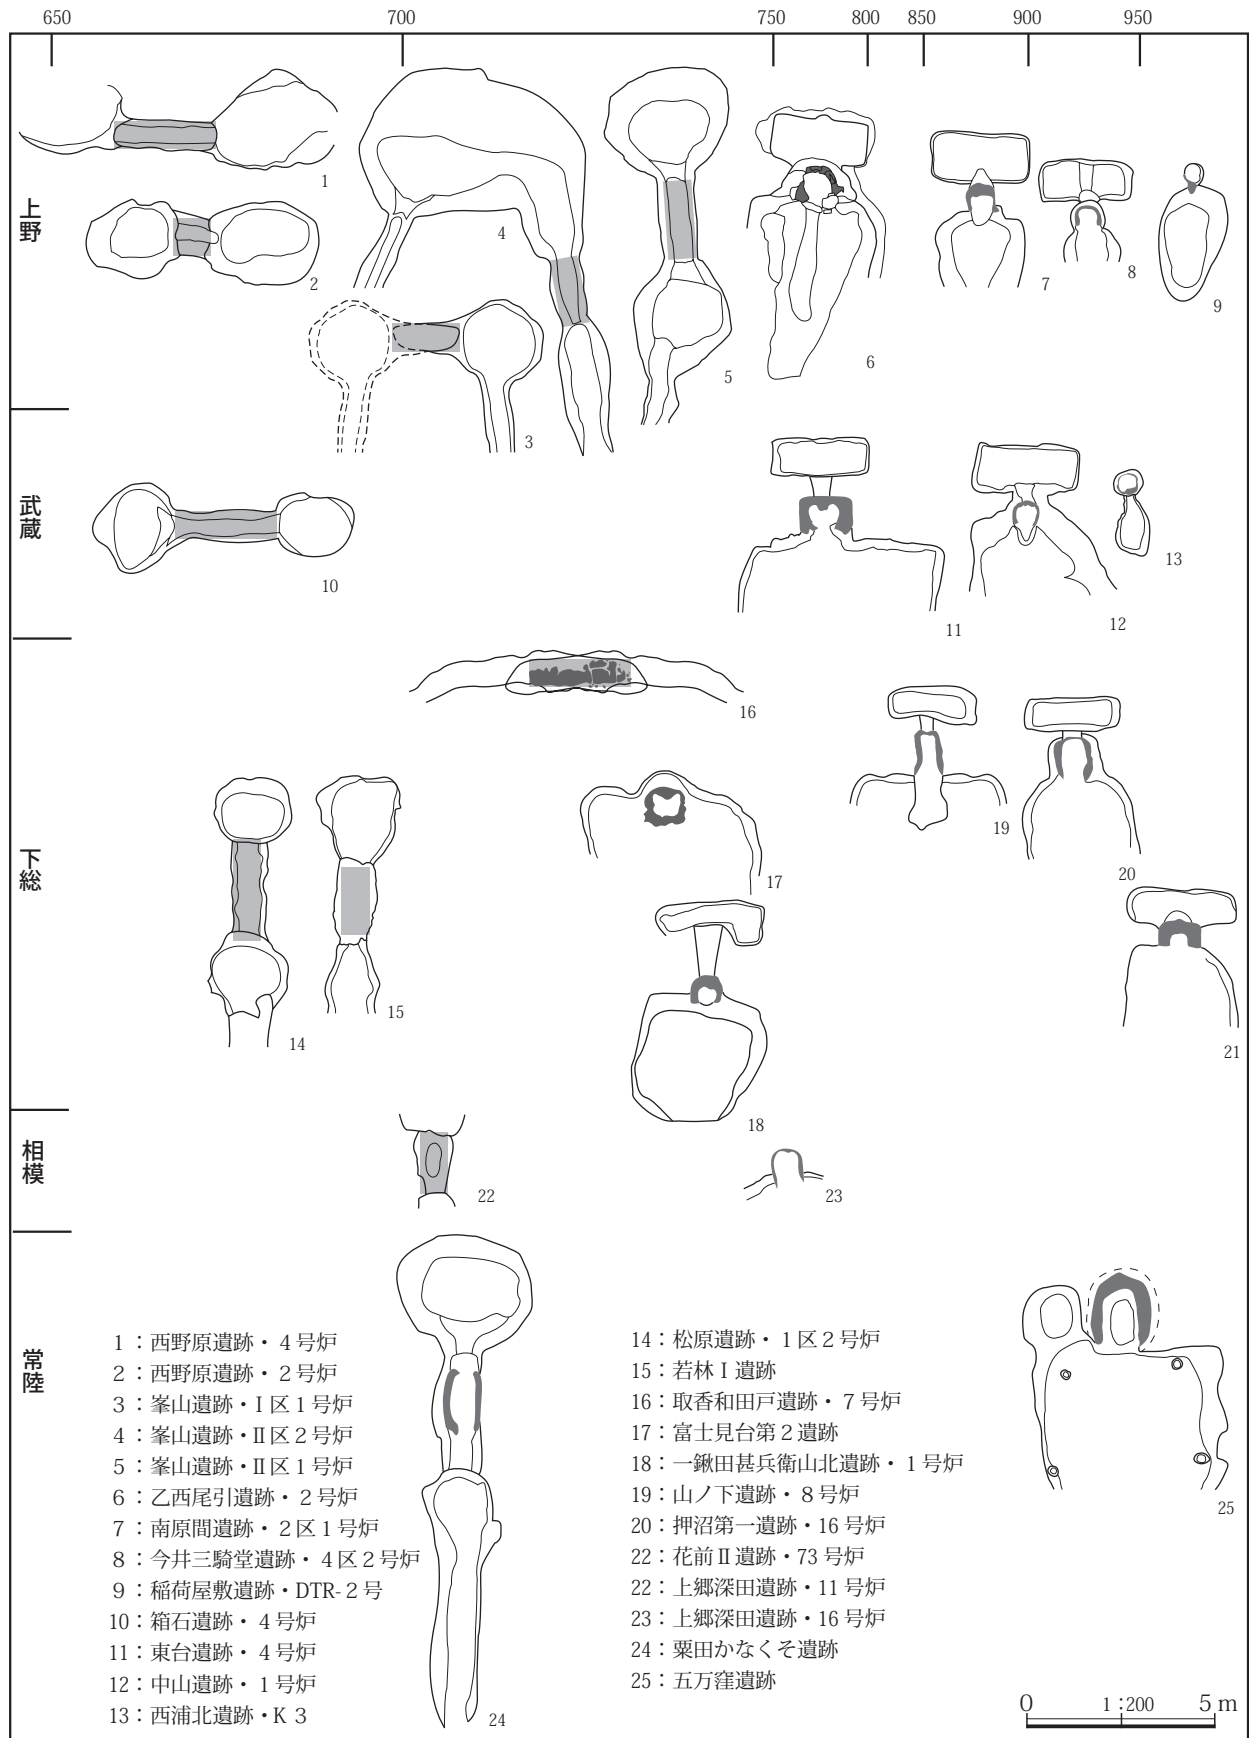 650 700 750 800 850 900 950
上野
1
2
3
4
5
6
7
8
9
武蔵
10
11
12
13
下総
14
15
16
17
18
19
20
21
相模
22
23
常陸
24
25
1：西野原遺跡・4号炉
2：西野原遺跡・2号炉
3：峯山遺跡・Ⅰ区1号炉
4：峯山遺跡・Ⅱ区2号炉
5：峯山遺跡・Ⅱ区1号炉
6：乙西尾引遺跡・2号炉
7：南原間遺跡・2区1号炉
8：今井三騎堂遺跡・4区2号炉
9：稲荷屋敷遺跡・DTR-2号
10：箱石遺跡・4号炉
11：東台遺跡・4号炉
12：中山遺跡・1号炉
13：西浦北遺跡・K3
14：松原遺跡・1区2号炉
15：若林Ⅰ遺跡
16：取香和田戸遺跡・7号炉
17：富士見台第2遺跡
18：一鍬田甚兵衛山北遺跡・1号炉
19：山ノ下遺跡・8号炉
20：押沼第一遺跡・16号炉
22：花前Ⅱ遺跡・73号炉
22：上郷深田遺跡・11号炉
23：上郷深田遺跡・16号炉
24：粟田かなくそ遺跡
25：五万窪遺跡
0 1:200 5m